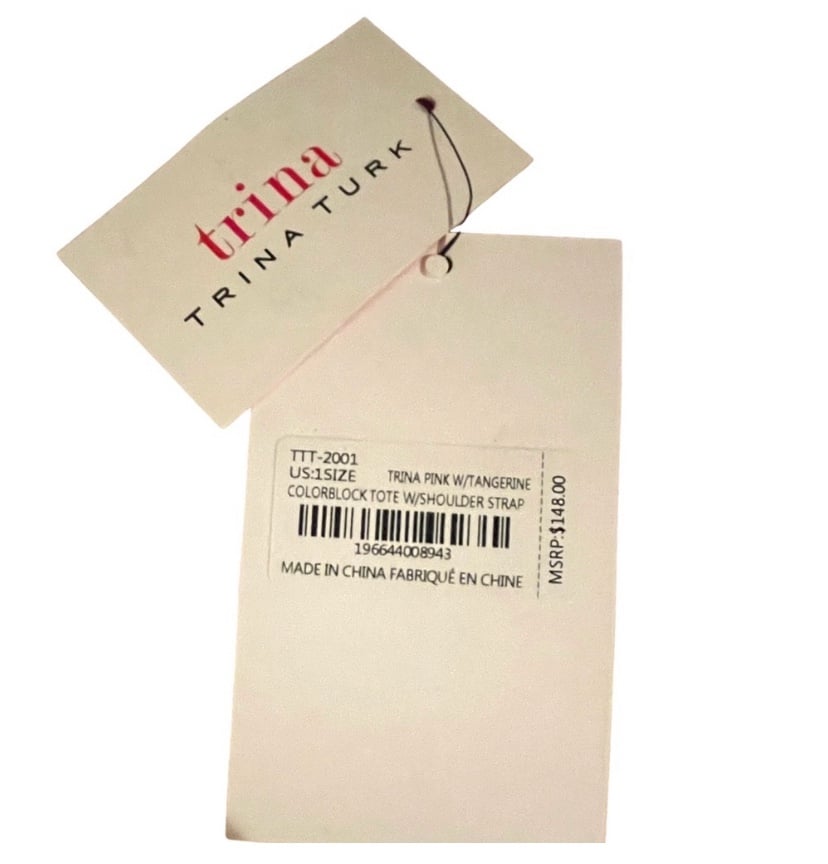 trina
TRINA TURK
TTT-2001
US:1SIZE TRINA PINK W/TANGERINE
COLORBLOCK TOTE W/SHOULDER STRAP
196644008943
MADE IN CHINA FABRIQUÉ EN CHINE
MSRP:$148.00